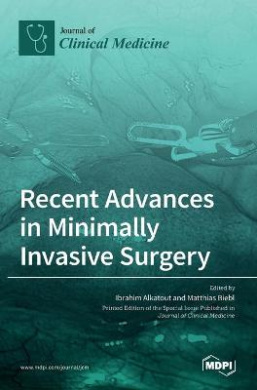 Journal of
Clinical Medicine
Recent Advances
in Minimally
Invasive Surgery
Edited by
Ibrahim Alkatout and Matthias Biebl
Printed Edition of the Special Issue Published in
Journal of Clinical Medicine
www.mdpi.com/journal/jcm
MDPI